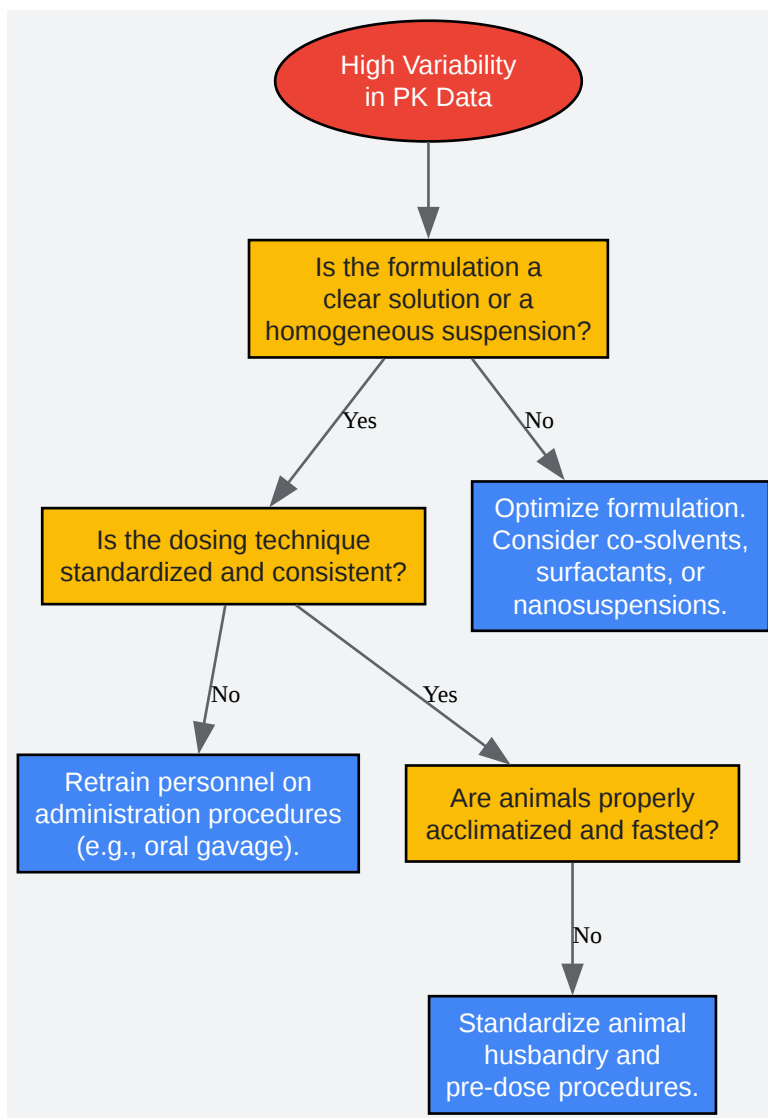 High Variability
in PK Data
Is the formulation a
clear solution or a
homogeneous suspension?
Yes
No
Is the dosing technique
standardized and consistent?
Optimize formulation.
Consider co-solvents,
surfactants, or
nanosuspensions.
No
Yes
Retrain personnel on
administration procedures
(e.g., oral gavage).
Are animals properly
acclimatized and fasted?
No
Standardize animal
husbandry and
pre-dose procedures.